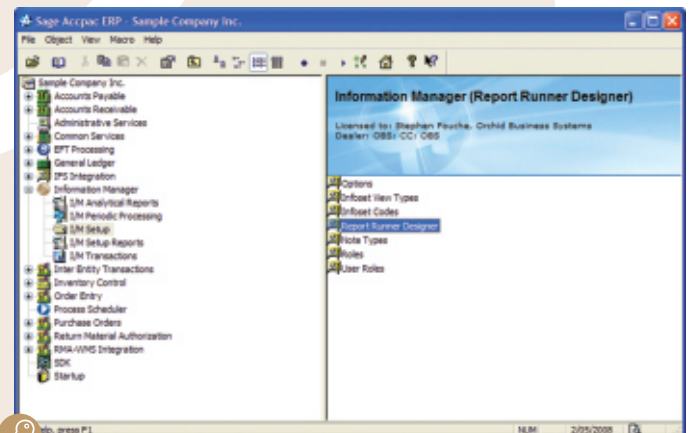 Sage Accpac ERP - Sample Company Inc.
File Object View Macro Help
Sample Company Inc.
Accounts Payable
Accounts Receivable
Administrative Services
Common Services
EFT Processing
General Ledger
IFS Integration
Information Manager
I/M Analytical Reports
I/M Periodic Processing
I/M Setup
I/M Setup Reports
I/M Transactions
Inter Entity Transactions
Inventory Control
Order Entry
Process Scheduler
Purchase Orders
Return Material Authorization
RMA-WMS Integration
SDK
Startup
Information Manager (Report Runner Designer)
Licensed to: Stephen Fouche, Orchid Business Systems
Dealer: OBS: CC: OBS
Options
Infoset View Types
Infoset Codes
Report Runner Designer
Note Types
Roles
User Roles
help, press F1
NUM 2/05/2008